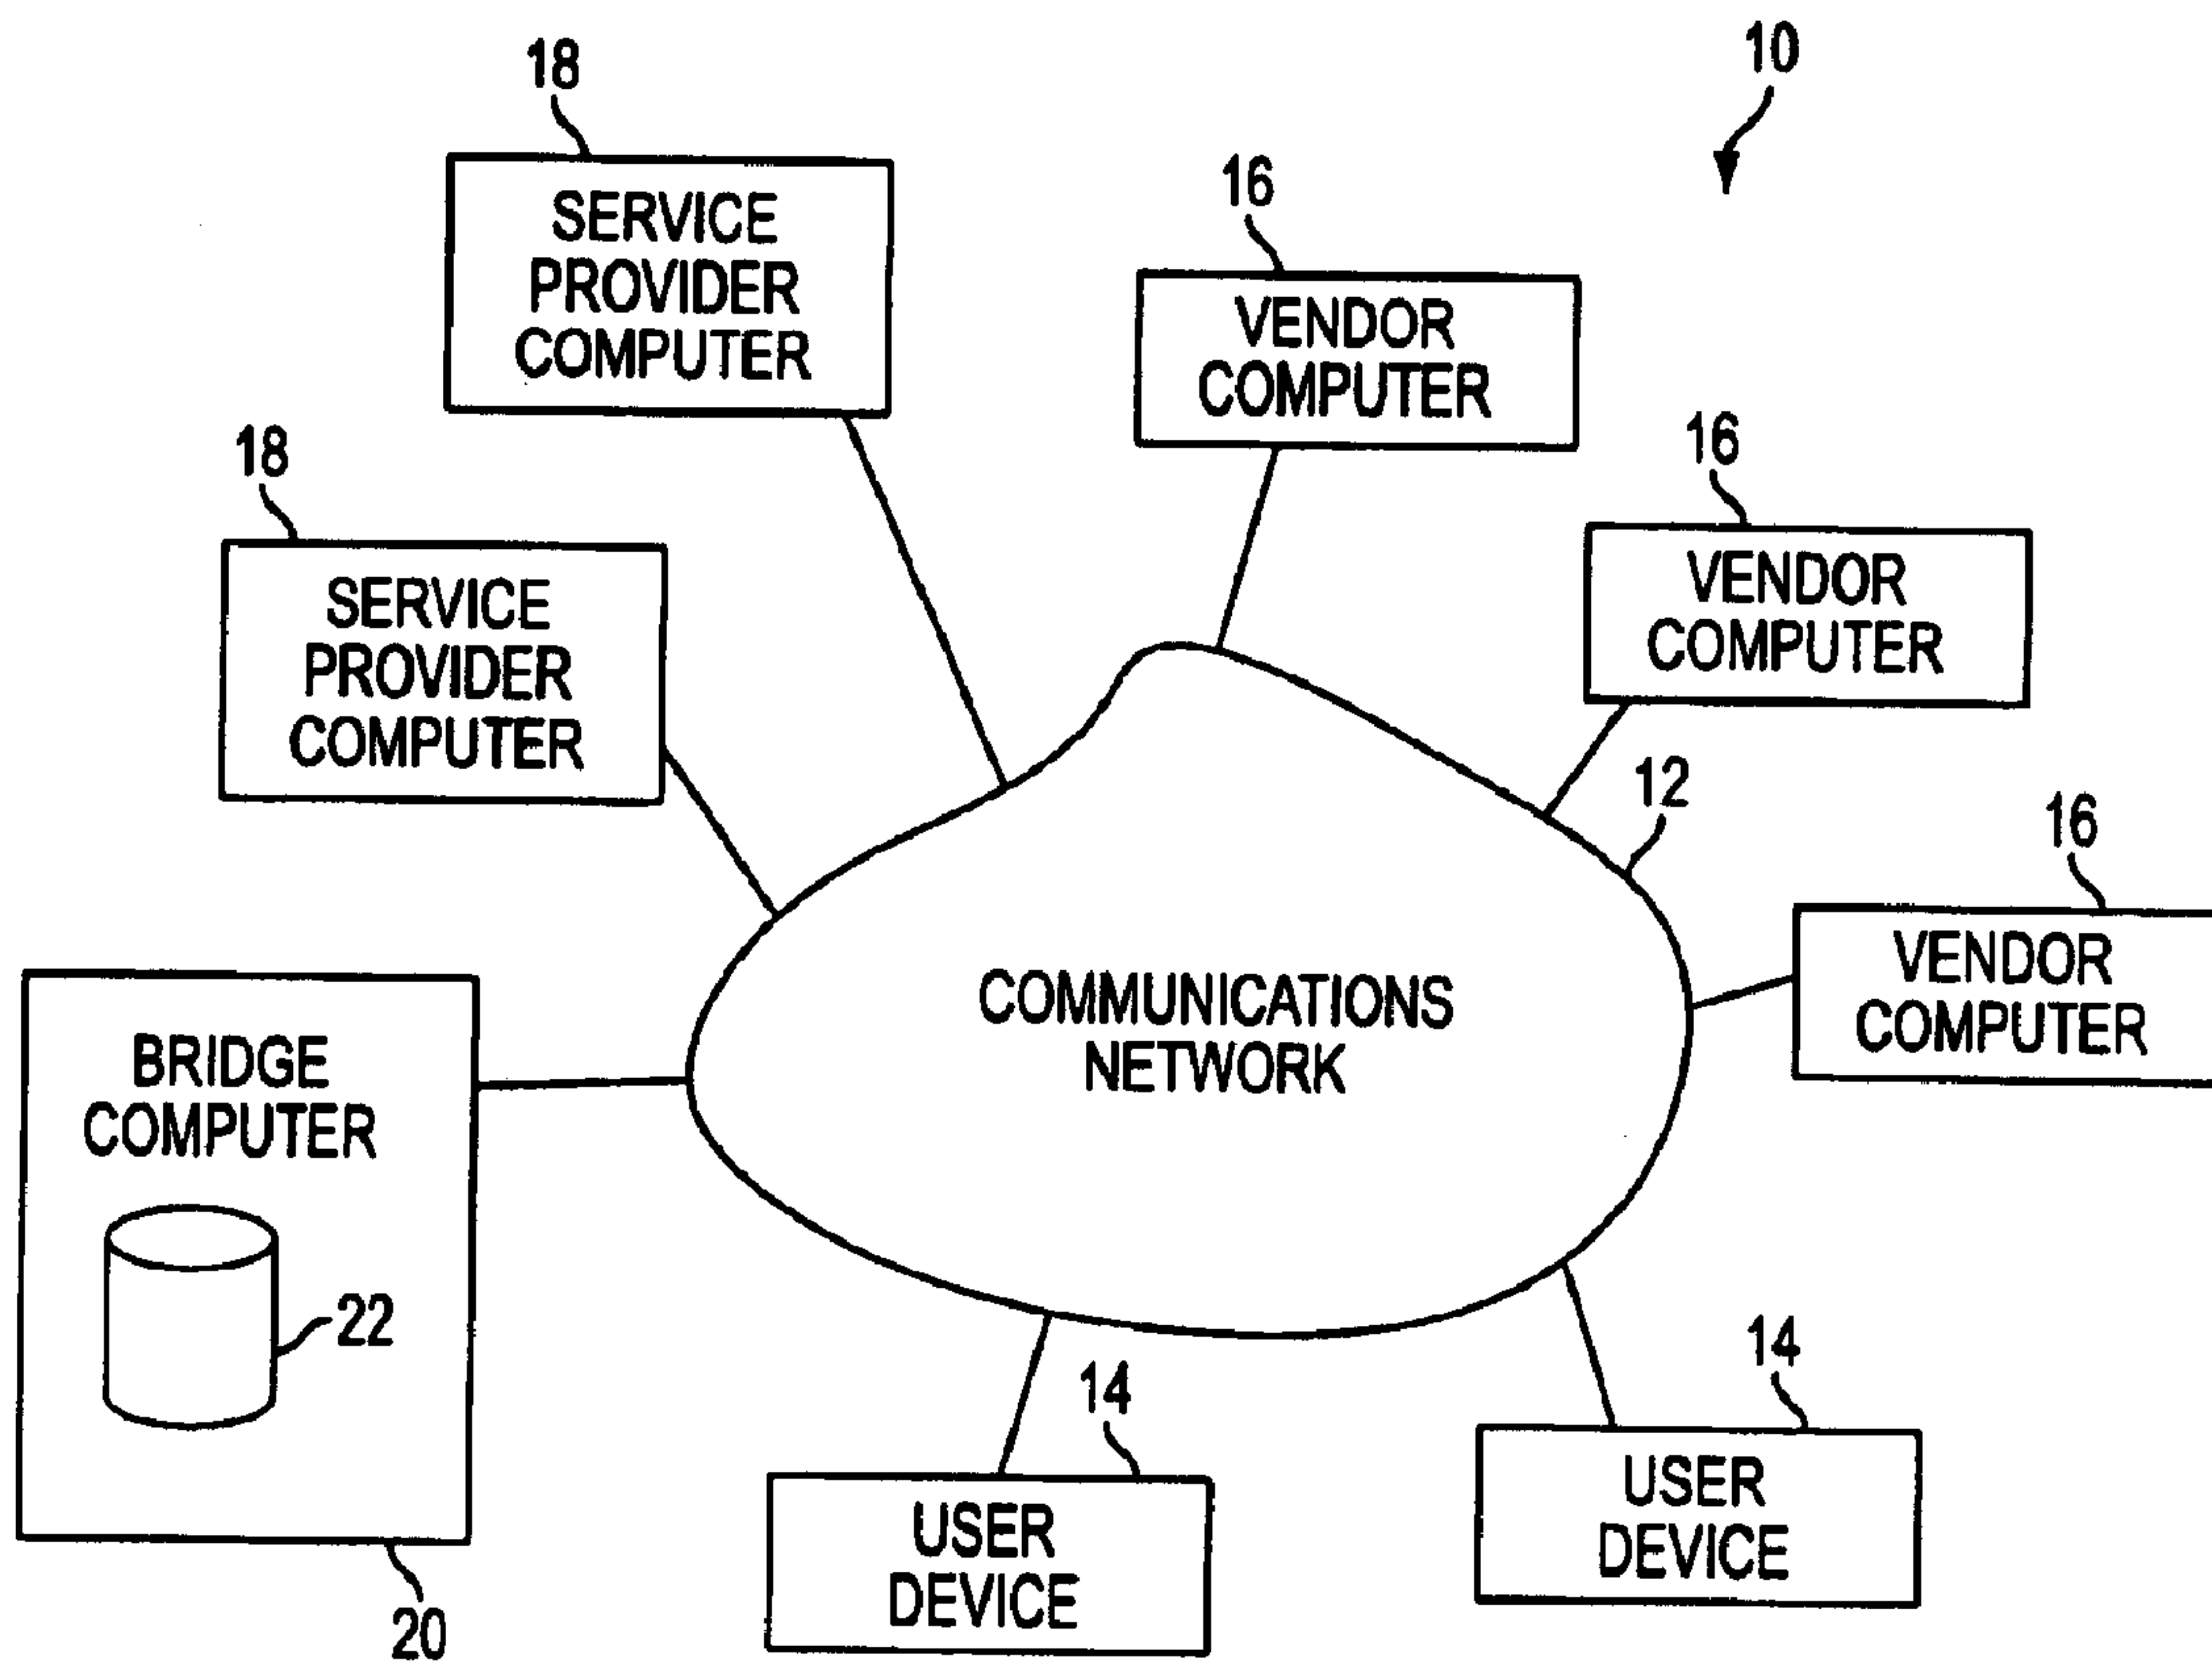 10
18
SERVICE
PROVIDER
COMPUTER
16
VENDOR
COMPUTER
18
SERVICE
PROVIDER
COMPUTER
16
VENDOR
COMPUTER
12
16
VENDOR
COMPUTER
COMMUNICATIONS
NETWORK
BRIDGE
COMPUTER
22
20
14
USER
DEVICE
14
USER
DEVICE